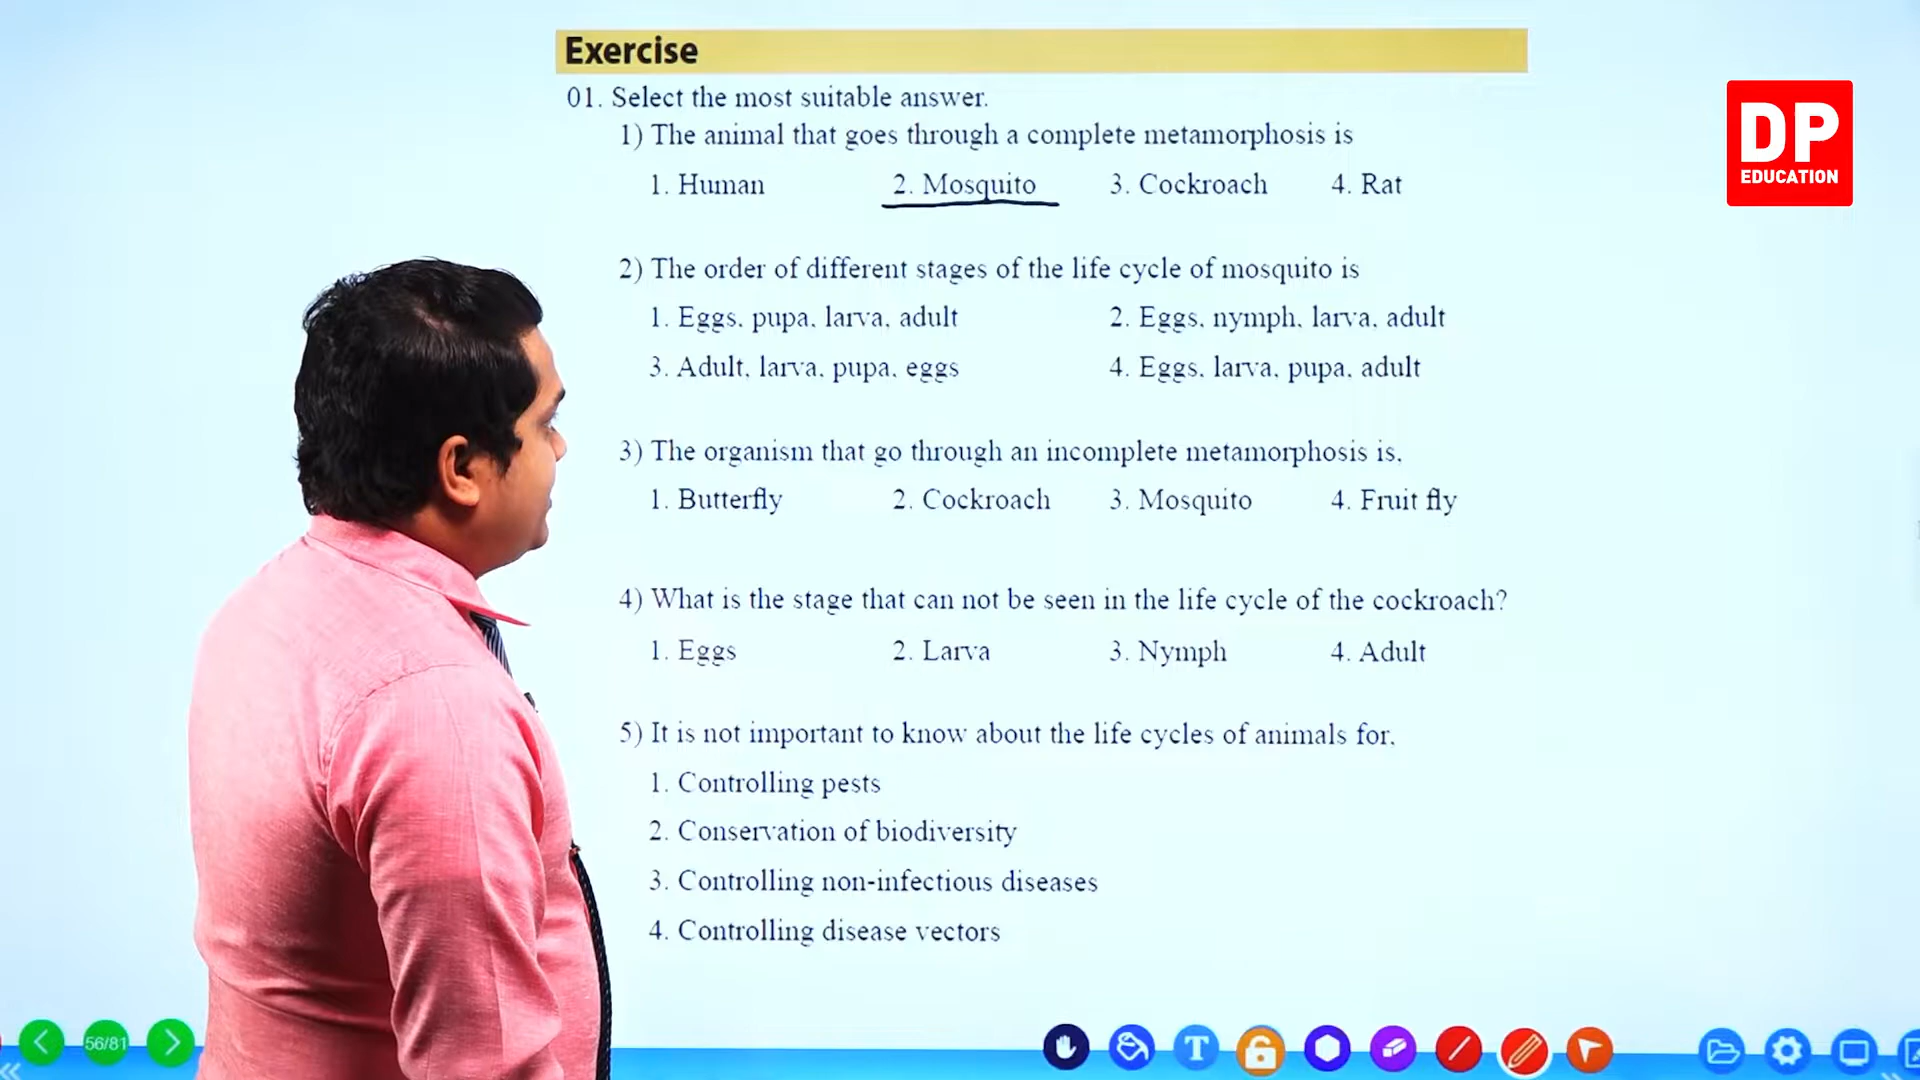 Exercise
DP
EDUCATION
01. Select the most suitable answer.
1) The animal that goes through a complete metamorphosis is
1. Human 2. Mosquito 3. Cockroach 4. Rat
2) The order of different stages of the life cycle of mosquito is
1. Eggs, pupa, larva, adult 2. Eggs, nymph, larva, adult
3. Adult, larva, pupa, eggs 4. Eggs, larva, pupa, adult
3) The organism that go through an incomplete metamorphosis is,
1. Butterfly 2. Cockroach 3. Mosquito 4. Fruit fly
4) What is the stage that can not be seen in the life cycle of the cockroach?
1. Eggs 2. Larva 3. Nymph 4. Adult
5) It is not important to know about the life cycles of animals for,
1. Controlling pests
2. Conservation of biodiversity
3. Controlling non-infectious diseases
4. Controlling disease vectors
56/81
T